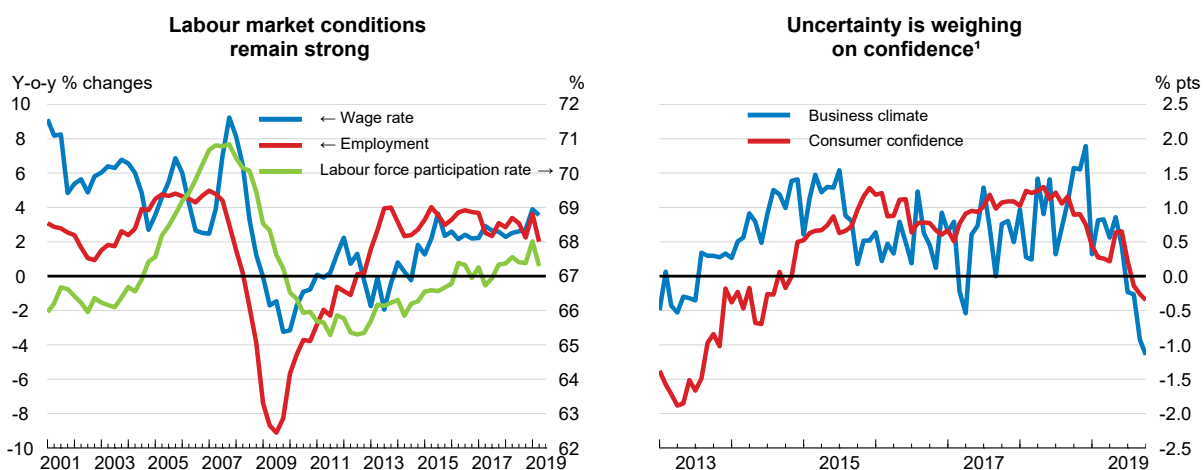 Labour market conditions
remain strong
Y-o-y % changes
%
10
8
6
4
2
0
-2
-4
-6
-8
-10
72
71
70
69
68
67
66
65
64
63
62
← Wage rate
← Employment
Labour force participation rate →
2001 2003 2005 2007 2009 2011 2013 2015 2017 2019
Uncertainty is weighing
on confidence¹
% pts
2.5
2.0
1.5
1.0
0.5
0.0
-0.5
-1.0
-1.5
-2.0
-2.5
Business climate
Consumer confidence
2013 2015 2017 2019